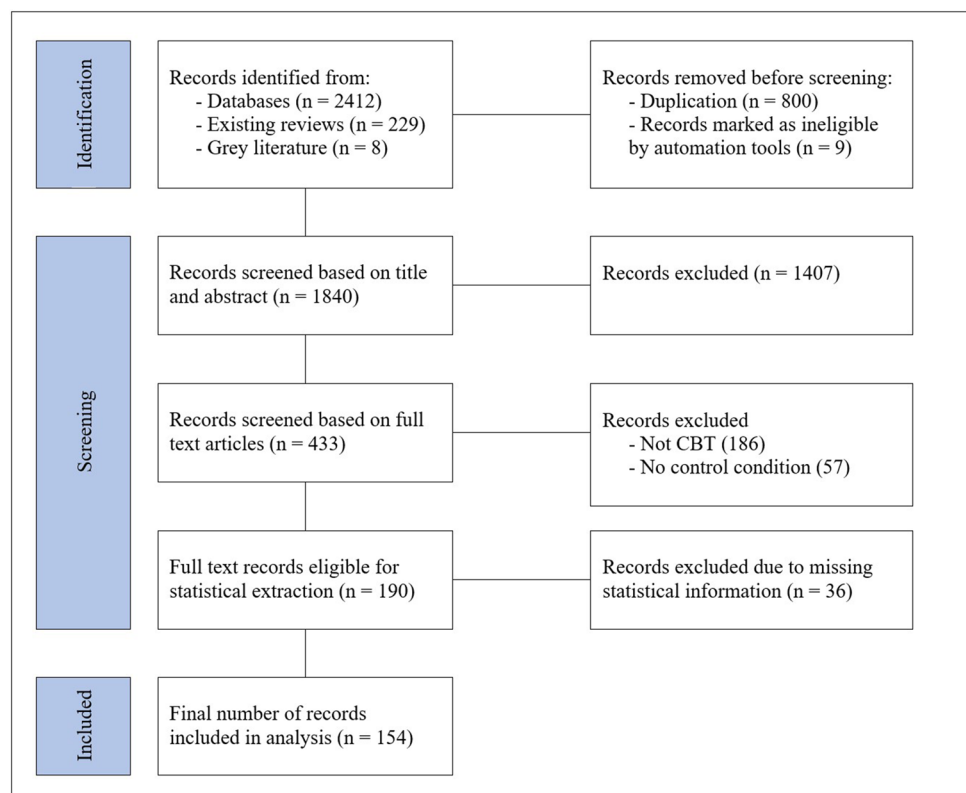 Identification
Records identified from:
- Databases (n = 2412)
- Existing reviews (n = 229)
- Grey literature (n = 8)
Records removed before screening:
- Duplication (n = 800)
- Records marked as ineligible
by automation tools (n = 9)
Screening
Records screened based on title
and abstract (n = 1840)
Records excluded (n = 1407)
Records screened based on full
text articles (n = 433)
Records excluded
- Not CBT (186)
- No control condition (57)
Full text records eligible for
statistical extraction (n = 190)
Records excluded due to missing
statistical information (n = 36)
Included
Final number of records
included in analysis (n = 154)